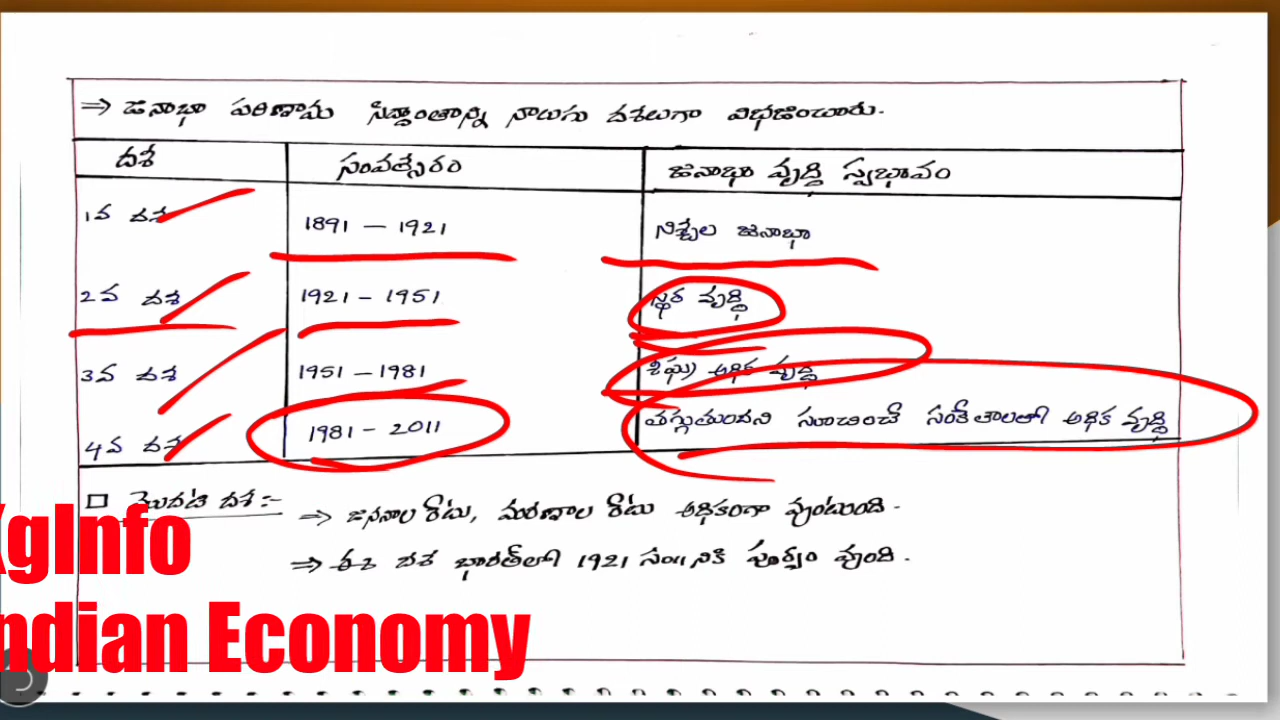 ⇒ జనాభా పరిణామ సిద్ధాంతాన్ని నాలుగు దశలుగా విభజించారు.
దశ సంవత్సరం జనాభా వృద్ధి స్వభావం
1వ దశ 1891 – 1921 నిశ్చల జనాభా
2వ దశ 1921 – 1951 స్థిర వృద్ధి
3వ దశ 1951 – 1981 శీఘ్ర అధిక వృద్ధి
4వ దశ 1981 – 2011 తగ్గుతుందని సూచించే సంకేతాలతో అధిక వృద్ధి
□ మొదటి దశ :- ⇒ జననాల రేటు, మరణాల రేటు అధికంగా వుంటుంది.
⇒ ఈ దశ భారత్‌లో 1921 సం॥నికి పూర్వం వుంది.
KgInfo
Indian Economy